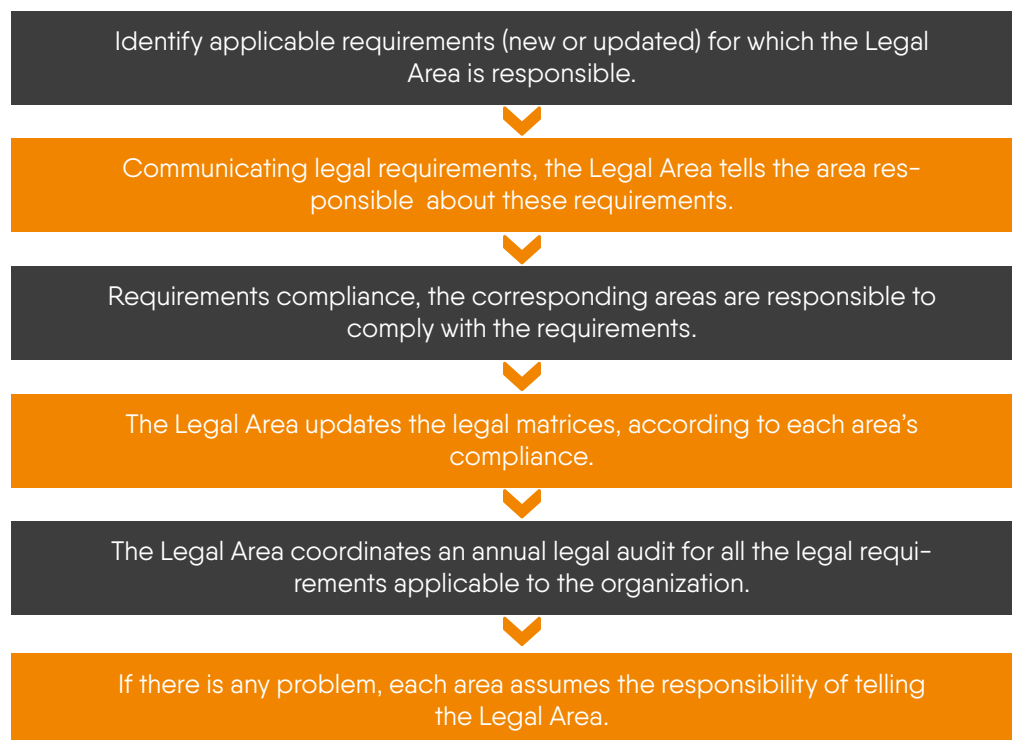 Identify applicable requirements (new or updated) for which the Legal
Area is responsible.
Communicating legal requirements, the Legal Area tells the area res-
ponsible  about these requirements.
Requirements compliance, the corresponding areas are responsible to
comply with the requirements.
The Legal Area updates the legal matrices, according to each area’s
compliance.
The Legal Area coordinates an annual legal audit for all the legal requi-
rements applicable to the organization.
If there is any problem, each area assumes the responsibility of telling
the Legal Area.